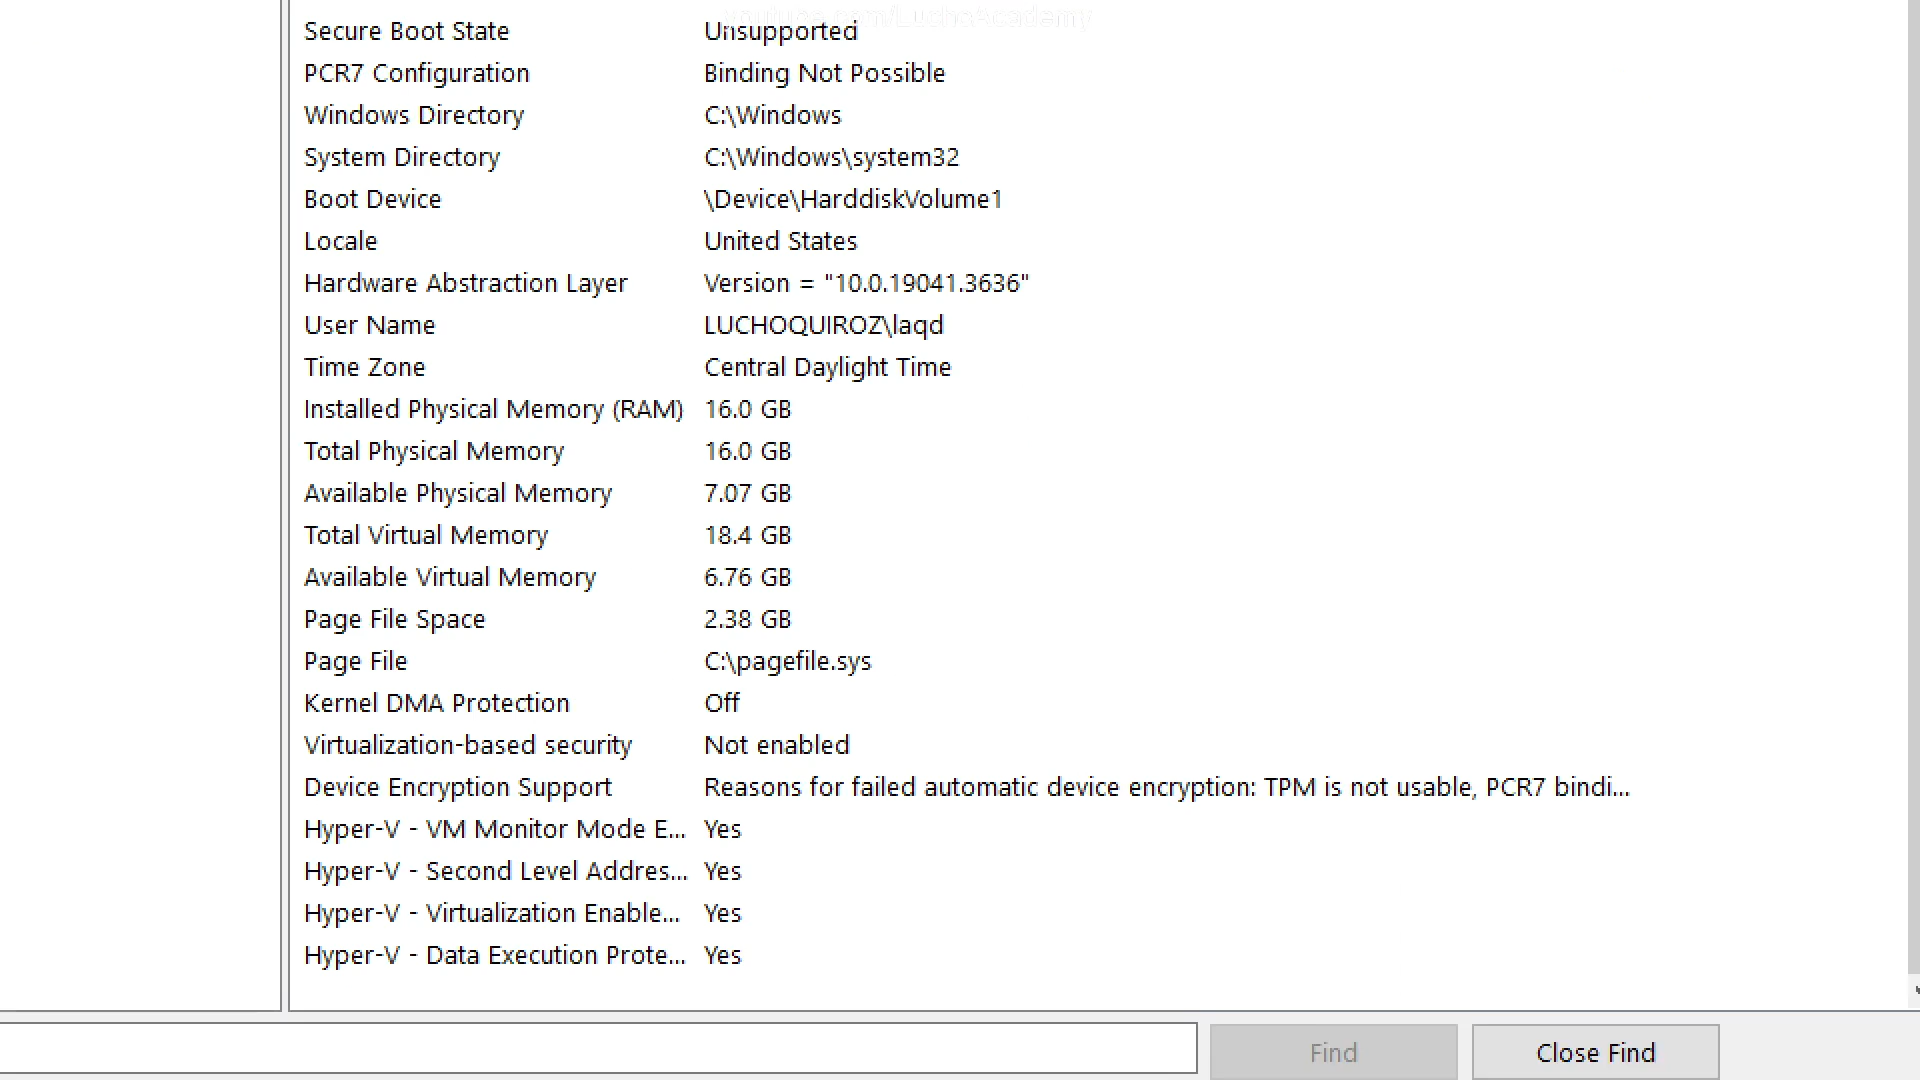 youtube.com/LuchoAcademy
Secure Boot State Unsupported
PCR7 Configuration Binding Not Possible
Windows Directory C:\Windows
System Directory C:\Windows\system32
Boot Device \Device\HarddiskVolume1
Locale United States
Hardware Abstraction Layer Version = "10.0.19041.3636"
User Name LUCHOQUIROZ\laqd
Time Zone Central Daylight Time
Installed Physical Memory (RAM) 16.0 GB
Total Physical Memory 16.0 GB
Available Physical Memory 7.07 GB
Total Virtual Memory 18.4 GB
Available Virtual Memory 6.76 GB
Page File Space 2.38 GB
Page File C:\pagefile.sys
Kernel DMA Protection Off
Virtualization-based security Not enabled
Device Encryption Support Reasons for failed automatic device encryption: TPM is not usable, PCR7 bindi...
Hyper-V - VM Monitor Mode E... Yes
Hyper-V - Second Level Addres... Yes
Hyper-V - Virtualization Enable... Yes
Hyper-V - Data Execution Prote... Yes
Find Close Find